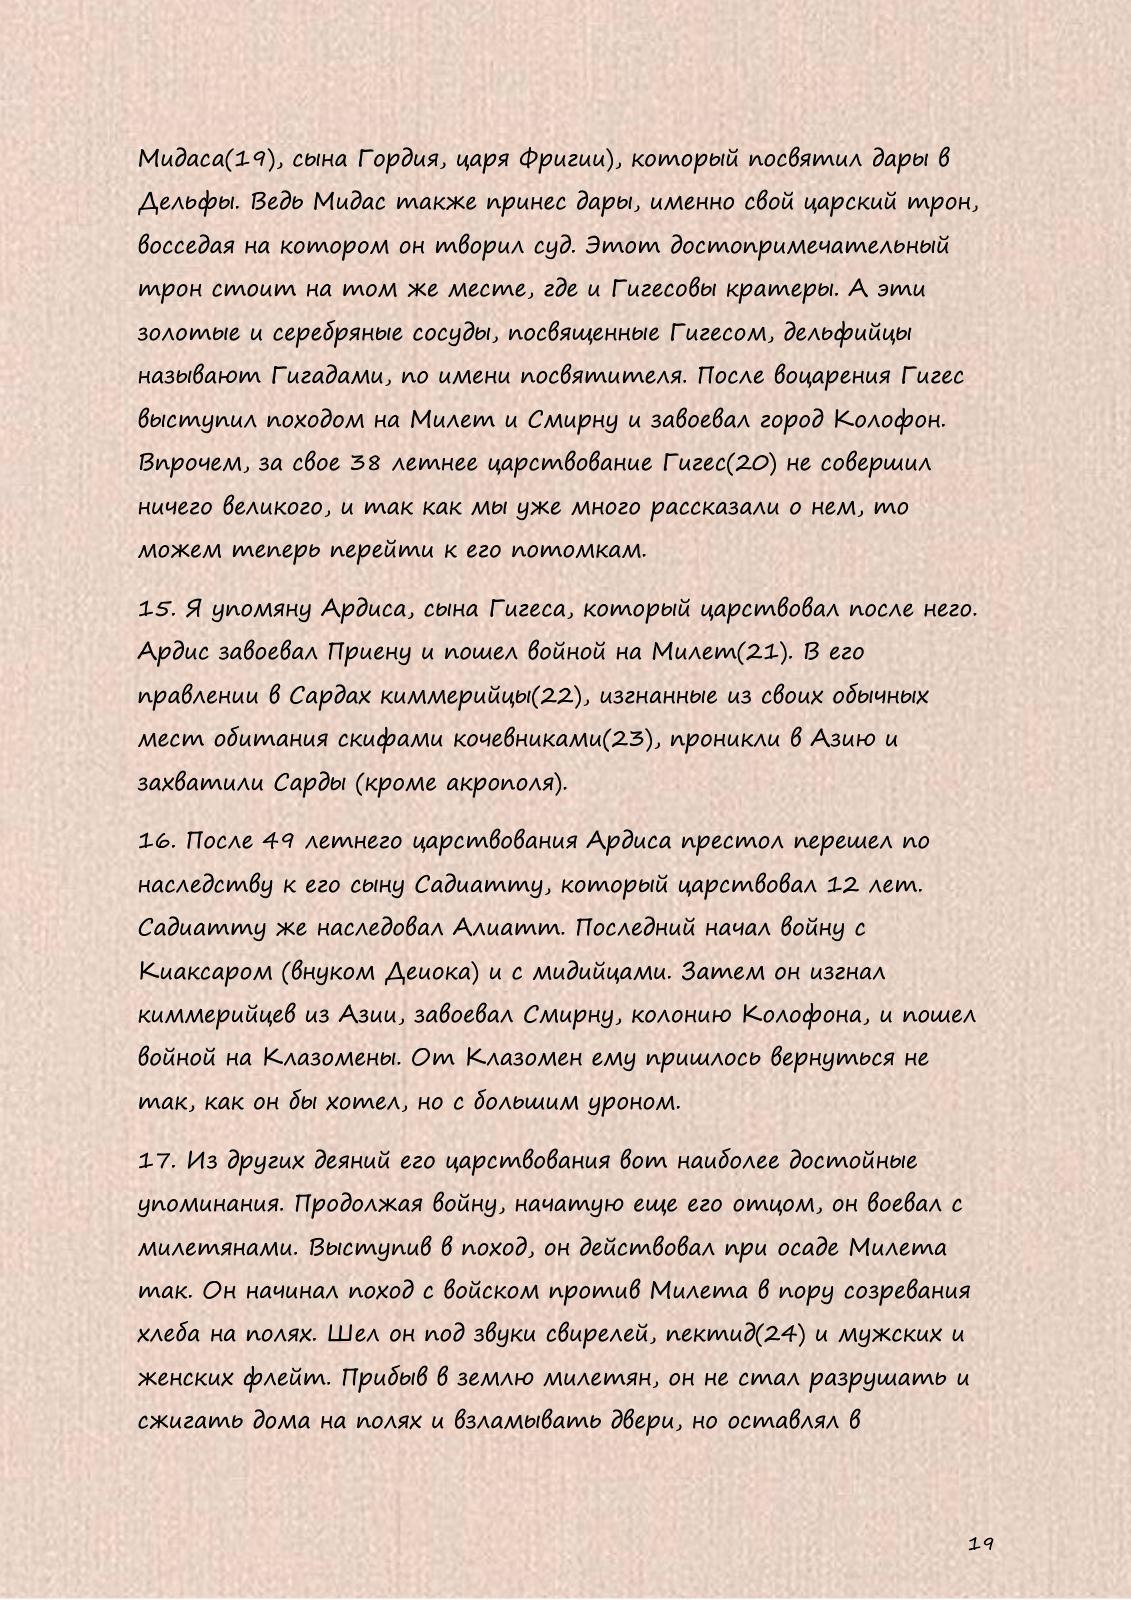 Мидаса(19), сына Гордия, царя Фригии), который посвятил дары в
Дельфы. Ведь Мидас также принес дары, именно свой царский трон,
восседая на котором он творил суд. Этот достопримечательный
трон стоит на том же месте, где и Гигесовы кратеры. А эти
золотые и серебряные сосуды, посвященные Гигесом, дельфийцы
называют Гигадами, по имени посвятителя. После воцарения Гигес
выступил походом на Милет и Смирну и завоевал город Колофон.
Впрочем, за свое 38 летнее царствование Гигес(20) не совершил
ничего великого, и так как мы уже много рассказали о нем, то
можем теперь перейти к его потомкам.
15. Я упомяну Ардиса, сына Гигеса, который царствовал после него.
Ардис завоевал Приену и пошел войной на Милет(21). В его
правлении в Сардах киммерийцы(22), изгнанные из своих обычных
мест обитания скифами кочевниками(23), проникли в Азию и
захватили Сарды (кроме акрополя).
16. После 49 летнего царствования Ардиса престол перешел по
наследству к его сыну Садиатту, который царствовал 12 лет.
Садиатту же наследовал Алиатт. Последний начал войну с
Киаксаром (внуком Деиока) и с мидийцами. Затем он изгнал
киммерийцев из Азии, завоевал Смирну, колонию Колофона, и пошел
войной на Клазомены. От Клазомен ему пришлось вернуться не
так, как он бы хотел, но с большим уроном.
17. Из других деяний его царствования вот наиболее достойные
упоминания. Продолжая войну, начатую еще его отцом, он воевал с
милетянами. Выступив в поход, он действовал при осаде Милета
так. Он начинал поход с войском против Милета в пору созревания
хлеба на полях. Шел он под звуки свирелей, пектид(24) и мужских и
женских флейт. Прибыв в землю милетян, он не стал разрушать и
сжигать дома на полях и взламывать двери, но оставлял в
19